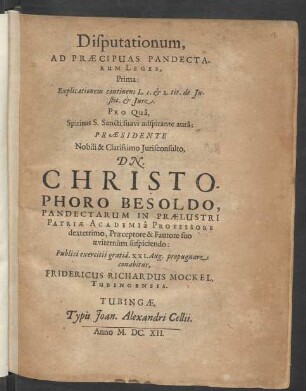 Disputationum,
AD PRÆCIPUAS PANDECTA-
RUM LEGES,
Prima:
Explicationem continens L. 1. & 2. tit. de Ju-
stit. & Jure.
PRO QUÂ,
Spiritus S. Sancti, suavi adspirante aurâ:
PRÆSIDENTE
Nobili & Clarissimo Jurisconsulto,
DN.
CHRISTO-
PHORO BESOLDO,
PANDECTARUM IN PRÆLUSTRI
PATRIÆ ACADEMIÂ PROFESSORE
dexterrimo, Præceptore & Fautore suo
æviternùm suspiciendo:
Publici exercitii gratiâ XXI. Aug. propugnare
conabitur,
FRIDERICUS RICHARDUS MOCKEL,
TUBINGENSIS.
TUBINGÆ,
Typis Joan. Alexandri Cellii.
Anno M. DC. XII.